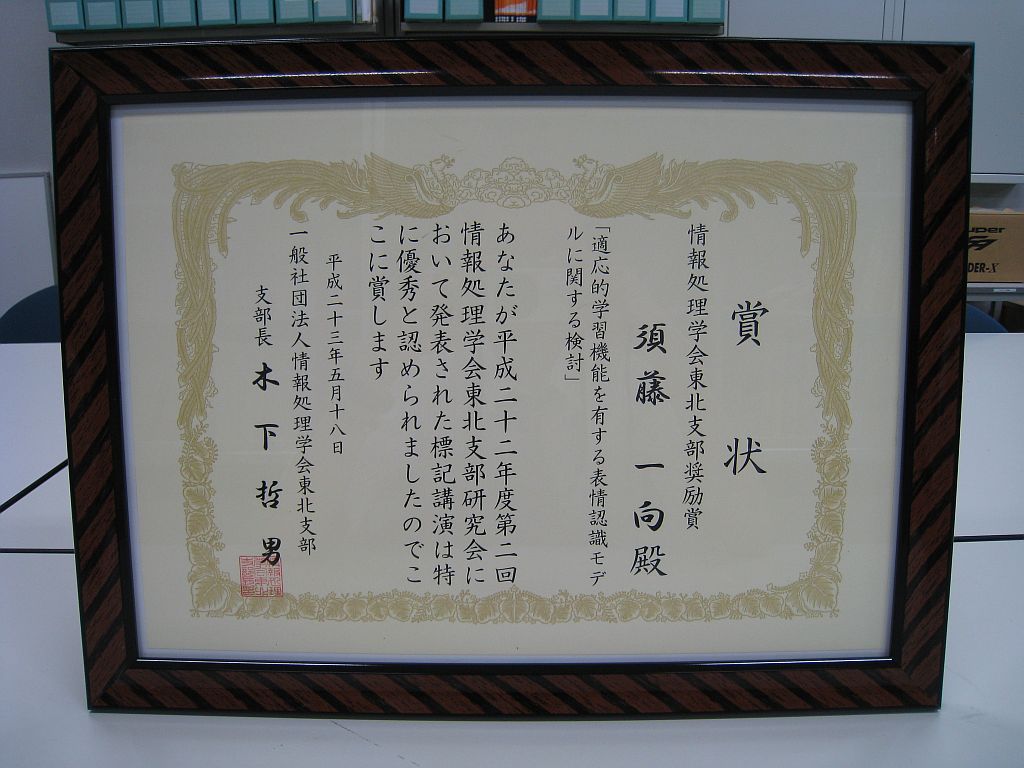 賞状
情報処理学会東北支部奨励賞
須藤一向殿
「適応的学習機能を有する表情認識モデ
ルに関する検討」
あなたが平成二十二年度第二回
情報処理学会東北支部研究会に
おいて発表された標記講演は特
に優秀と認められましたのでこ
こに賞します
平成二十三年五月十八日
一般社団法人情報処理学会東北支部
支部長 木下哲男
uper
DER-X